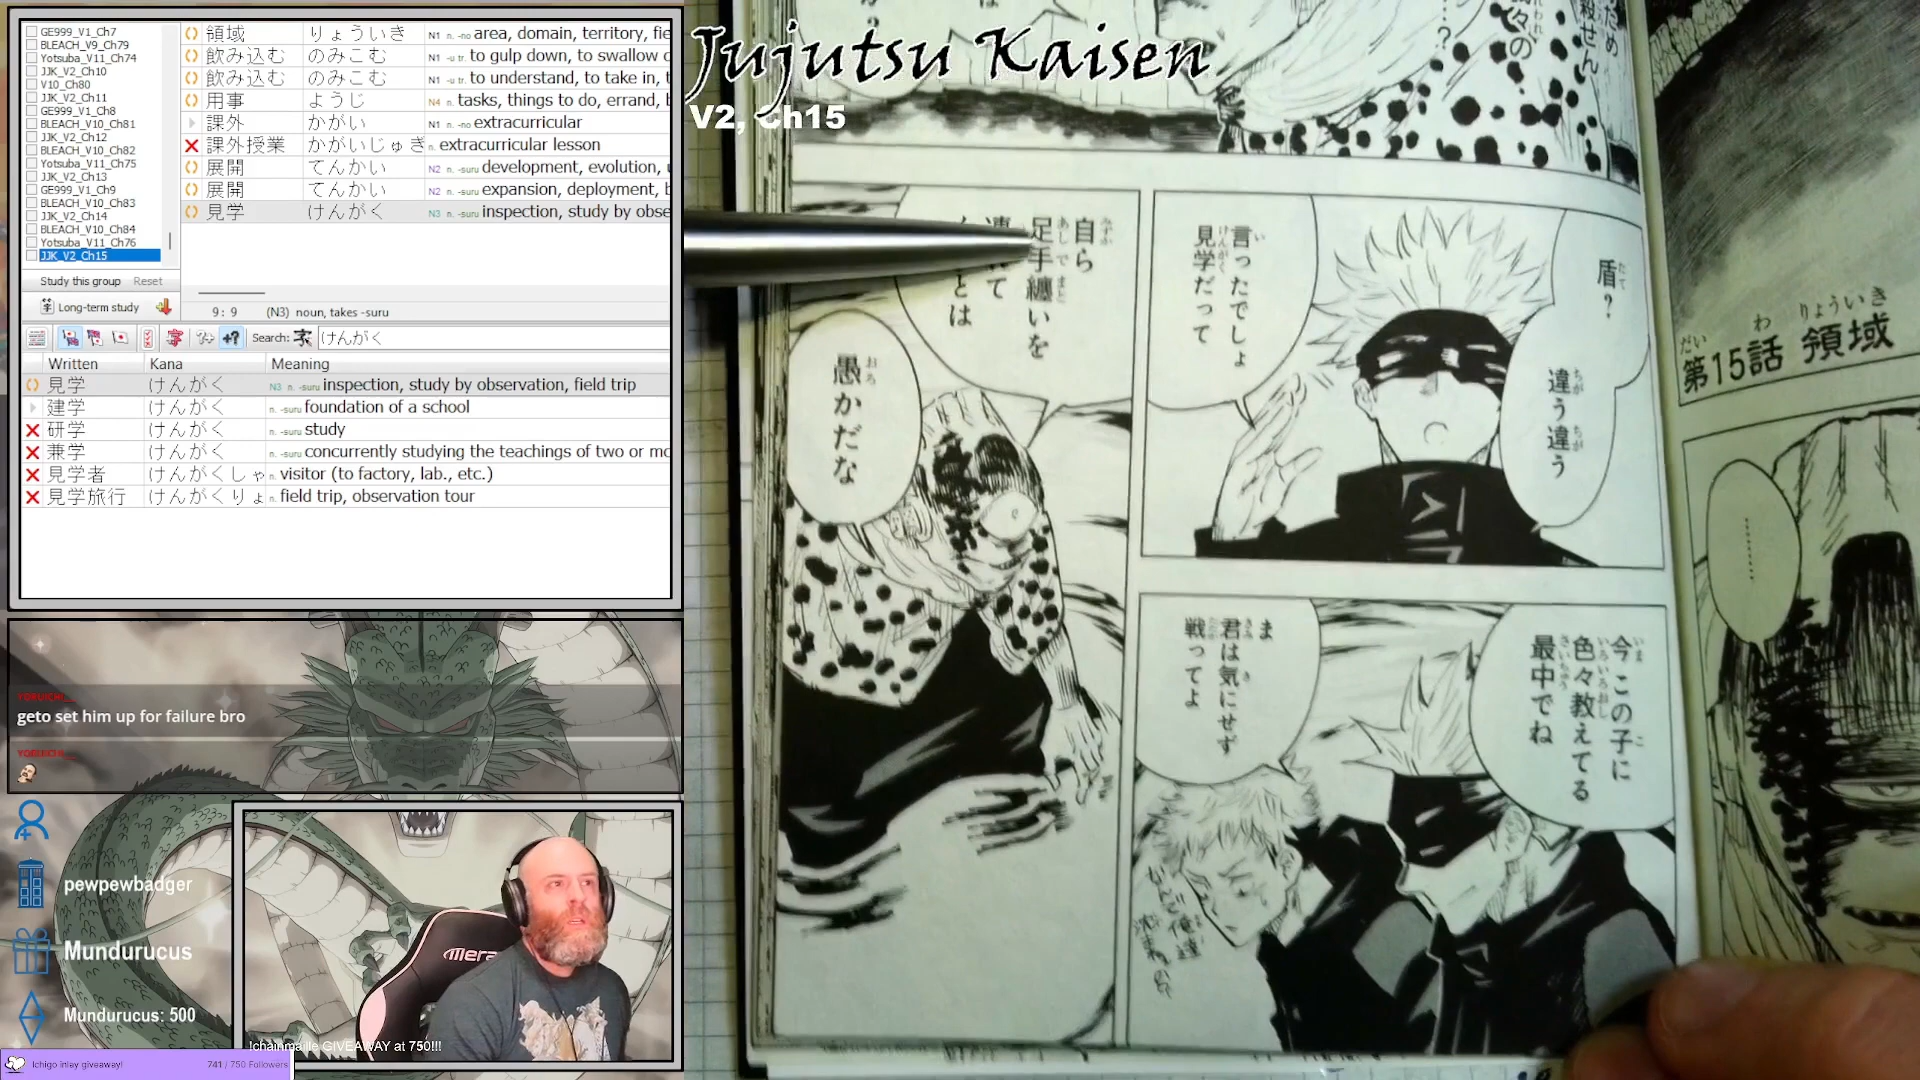 GE999_V1_Ch7
BLEACH_V9_Ch79
Yotsuba_V11_Ch74
JJK_V2_Ch10
V10_Ch80
JJK_V2_Ch11
GE999_V1_Ch8
BLEACH_V10_Ch81
JJK_V2_Ch12
BLEACH_V10_Ch82
Yotsuba_V11_Ch75
JJK_V2_Ch13
GE999_V1_Ch9
BLEACH_V10_Ch83
JJK_V2_Ch14
BLEACH_V10_Ch84
Yotsuba_V11_Ch76
JJK_V2_Ch15
Study this group Reset
Long-term study
領域 りょういき N1 n. -no area, domain, territory, fie
飲み込む のみこむ N1 -u tr. to gulp down, to swallow
飲み込む のみこむ N1 -u tr. to understand, to take in,
用事 ようじ N4 n. tasks, things to do, errand,
課外 かがい N1 n. -no extracurricular
課外授業 かがいじゅぎ n. extracurricular lesson
展開 てんかい N2 n. -suru development, evolution,
展開 てんかい N2 n. -suru expansion, deployment,
見学 けんがく N3 n. -suru inspection, study by obse
9: 9 (N3) noun, takes -suru
Search: けんがく
Written Kana Meaning
見学 けんがく N3 n. -suru inspection, study by observation, field trip
建学 けんがく n. -suru foundation of a school
研学 けんがく n. -suru study
兼学 けんがく n. -suru concurrently studying the teachings of two or mo
見学者 けんがくしゃ n. visitor (to factory, lab., etc.)
見学旅行 けんがくりょ n. field trip, observation tour
YORUICHI__
geto set him up for failure bro
YORUICHI__
pewpewbadger
Mundurucus
Mundurucus: 500
mera
!chainmaille GIVEAWAY at 750!!!
Ichigo inlay giveaway!
741 / 750 Followers
Jujutsu Kaisen
V2, Ch15
第15話 領域
盾?
違う違う
言ったでしょ
見学だって
自ら
足手纏いを
て
とは
愚かだな
今この子に
色々教えてる
最中でね
ま
君は気にせず
戦ってよ